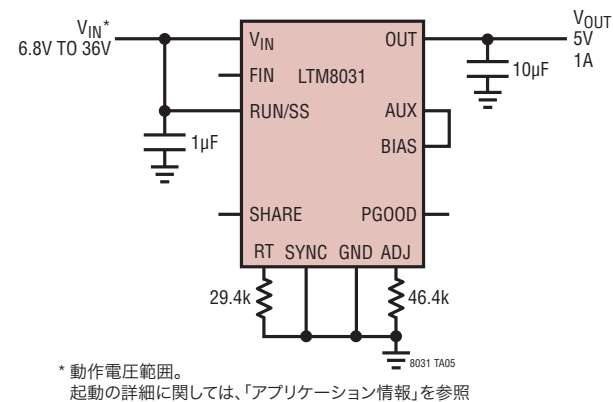 VIN*
6.8V TO 36V
VIN
FIN
RUN/SS
SHARE
LTM8031
OUT
AUX
BIAS
PGOOD
RT SYNC GND ADJ
1µF
10µF
VOUT
5V
1A
29.4k
46.4k
8031 TA05
* 動作電圧範囲。
起動の詳細に関しては、「アプリケーション情報」を参照